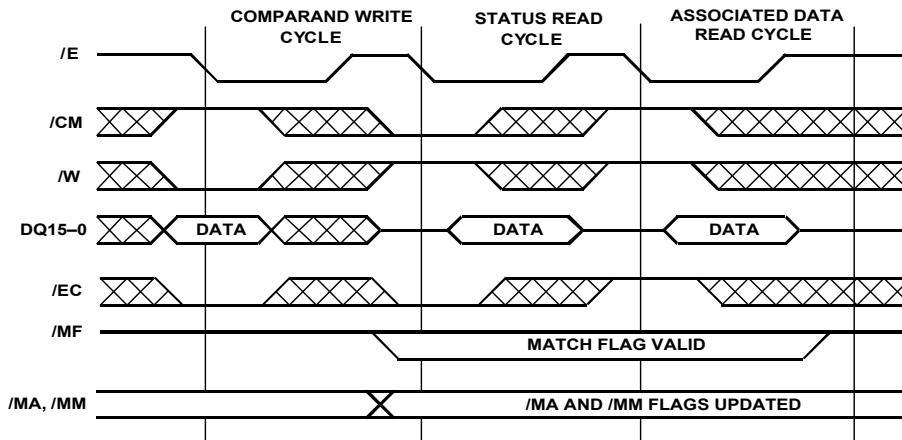 COMPARAND WRITE
CYCLE
STATUS READ
CYCLE
ASSOCIATED DATA
READ CYCLE
/E
/CM
/W
DQ15–0 DATA DATA DATA
/EC
/MF
MATCH FLAG VALID
/MA, /MM /MA AND /MM FLAGS UPDATED